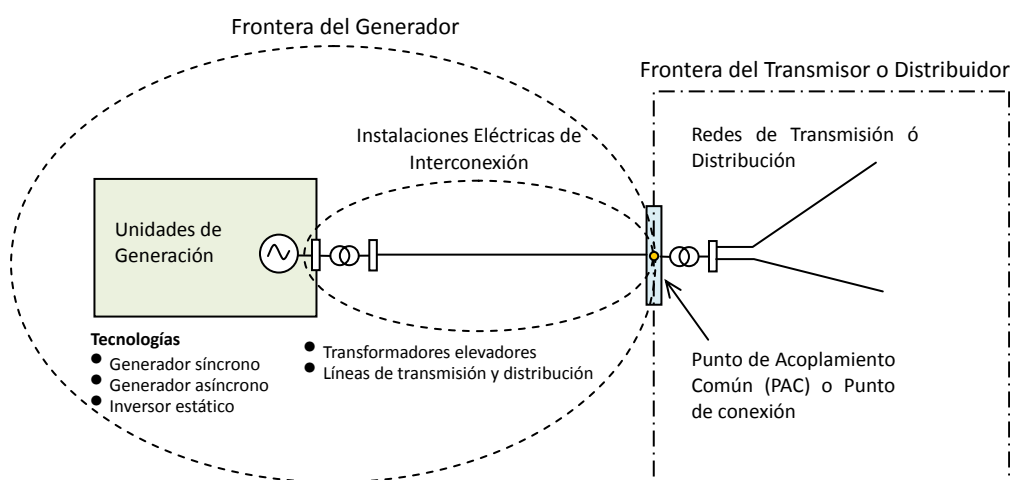 Frontera del Generador
Frontera del Transmisor o Distribuidor
Instalaciones Eléctricas de
Interconexión
Redes de Transmisión ó
Distribución
Unidades de
Generación
Tecnologías
● Generador síncrono
● Generador asíncrono
● Inversor estático
● Transformadores elevadores
● Líneas de transmisión y distribución
Punto de Acoplamiento
Común (PAC) o Punto
de conexión